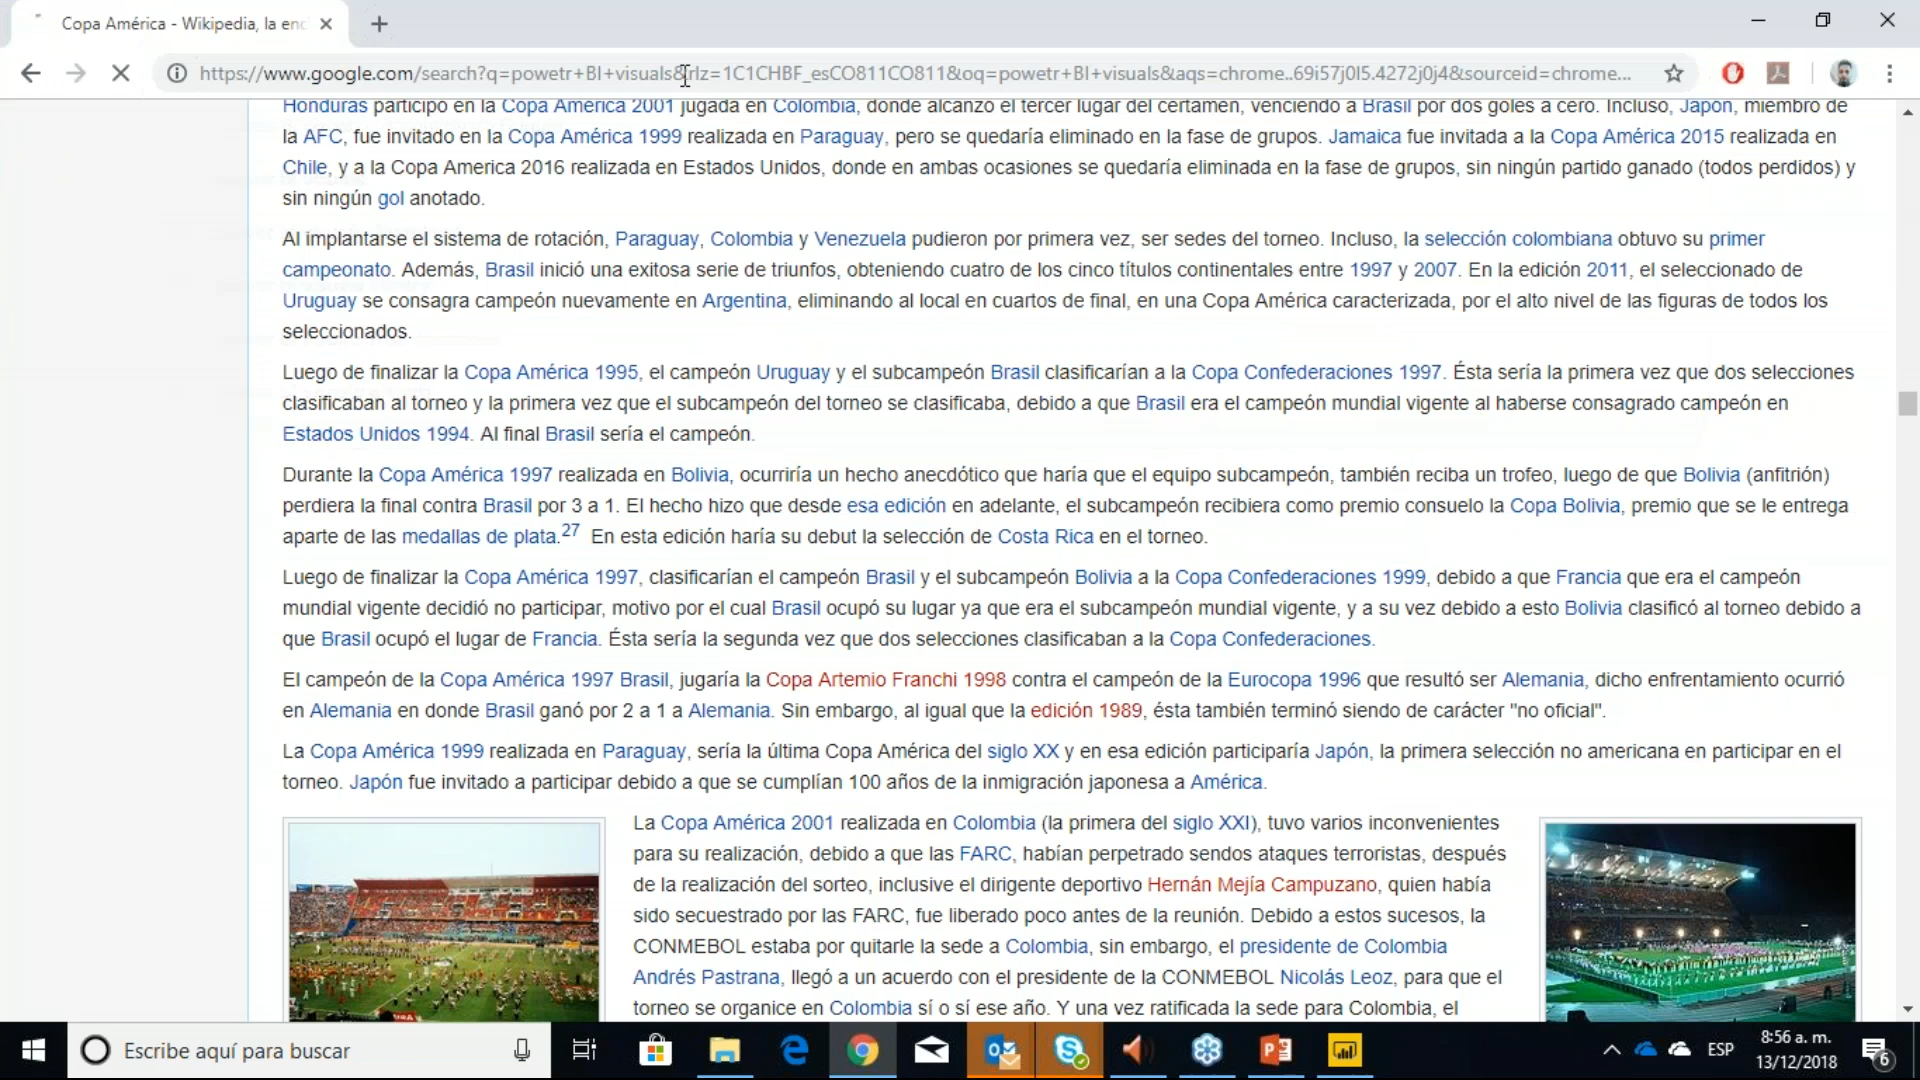 Copa América - Wikipedia, la enc
https://www.google.com/search?q=powetr+BI+visuals&rlz=1C1CHBF_esCO811CO811&oq=powetr+BI+visuals&aqs=chrome..69i57j0l5.4272j0j4&sourceid=chrome...
Honduras participo en la Copa América 2001 jugada en Colombia, donde alcanzo el tercer lugar del certamen, venciendo a Brasil por dos goles a cero. Incluso, Japón, miembro de
la AFC, fue invitado en la Copa América 1999 realizada en Paraguay, pero se quedaría eliminado en la fase de grupos. Jamaica fue invitada a la Copa América 2015 realizada en
Chile, y a la Copa America 2016 realizada en Estados Unidos, donde en ambas ocasiones se quedaría eliminada en la fase de grupos, sin ningún partido ganado (todos perdidos) y
sin ningún gol anotado.
Al implantarse el sistema de rotación, Paraguay, Colombia y Venezuela pudieron por primera vez, ser sedes del torneo. Incluso, la selección colombiana obtuvo su primer
campeonato. Además, Brasil inició una exitosa serie de triunfos, obteniendo cuatro de los cinco títulos continentales entre 1997 y 2007. En la edición 2011, el seleccionado de
Uruguay se consagra campeón nuevamente en Argentina, eliminando al local en cuartos de final, en una Copa América caracterizada, por el alto nivel de las figuras de todos los
seleccionados.
Luego de finalizar la Copa América 1995, el campeón Uruguay y el subcampeón Brasil clasificarían a la Copa Confederaciones 1997. Ésta sería la primera vez que dos selecciones
clasificaban al torneo y la primera vez que el subcampeón del torneo se clasificaba, debido a que Brasil era el campeón mundial vigente al haberse consagrado campeón en
Estados Unidos 1994. Al final Brasil sería el campeón.
Durante la Copa América 1997 realizada en Bolivia, ocurriría un hecho anecdótico que haría que el equipo subcampeón, también reciba un trofeo, luego de que Bolivia (anfitrión)
perdiera la final contra Brasil por 3 a 1. El hecho hizo que desde esa edición en adelante, el subcampeón recibiera como premio consuelo la Copa Bolivia, premio que se le entrega
aparte de las medallas de plata.27 En esta edición haría su debut la selección de Costa Rica en el torneo.
Luego de finalizar la Copa América 1997, clasificarían el campeón Brasil y el subcampeón Bolivia a la Copa Confederaciones 1999, debido a que Francia que era el campeón
mundial vigente decidió no participar, motivo por el cual Brasil ocupó su lugar ya que era el subcampeón mundial vigente, y a su vez debido a esto Bolivia clasificó al torneo debido a
que Brasil ocupó el lugar de Francia. Ésta sería la segunda vez que dos selecciones clasificaban a la Copa Confederaciones.
El campeón de la Copa América 1997 Brasil, jugaría la Copa Artemio Franchi 1998 contra el campeón de la Eurocopa 1996 que resultó ser Alemania, dicho enfrentamiento ocurrió
en Alemania en donde Brasil ganó por 2 a 1 a Alemania. Sin embargo, al igual que la edición 1989, ésta también terminó siendo de carácter "no oficial".
La Copa América 1999 realizada en Paraguay, sería la última Copa América del siglo XX y en esa edición participaría Japón, la primera selección no americana en participar en el
torneo. Japón fue invitado a participar debido a que se cumplían 100 años de la inmigración japonesa a América.
La Copa América 2001 realizada en Colombia (la primera del siglo XXI), tuvo varios inconvenientes
para su realización, debido a que las FARC, habían perpetrado sendos ataques terroristas, después
de la realización del sorteo, inclusive el dirigente deportivo Hernán Mejía Campuzano, quien había
sido secuestrado por las FARC, fue liberado poco antes de la reunión. Debido a estos sucesos, la
CONMEBOL estaba por quitarle la sede a Colombia, sin embargo, el presidente de Colombia
Andrés Pastrana, llegó a un acuerdo con el presidente de la CONMEBOL Nicolás Leoz, para que el
torneo se organice en Colombia sí o sí ese año. Y una vez ratificada la sede para Colombia, el
Escribe aquí para buscar
ESP
8:56 a. m.
13/12/2018
6